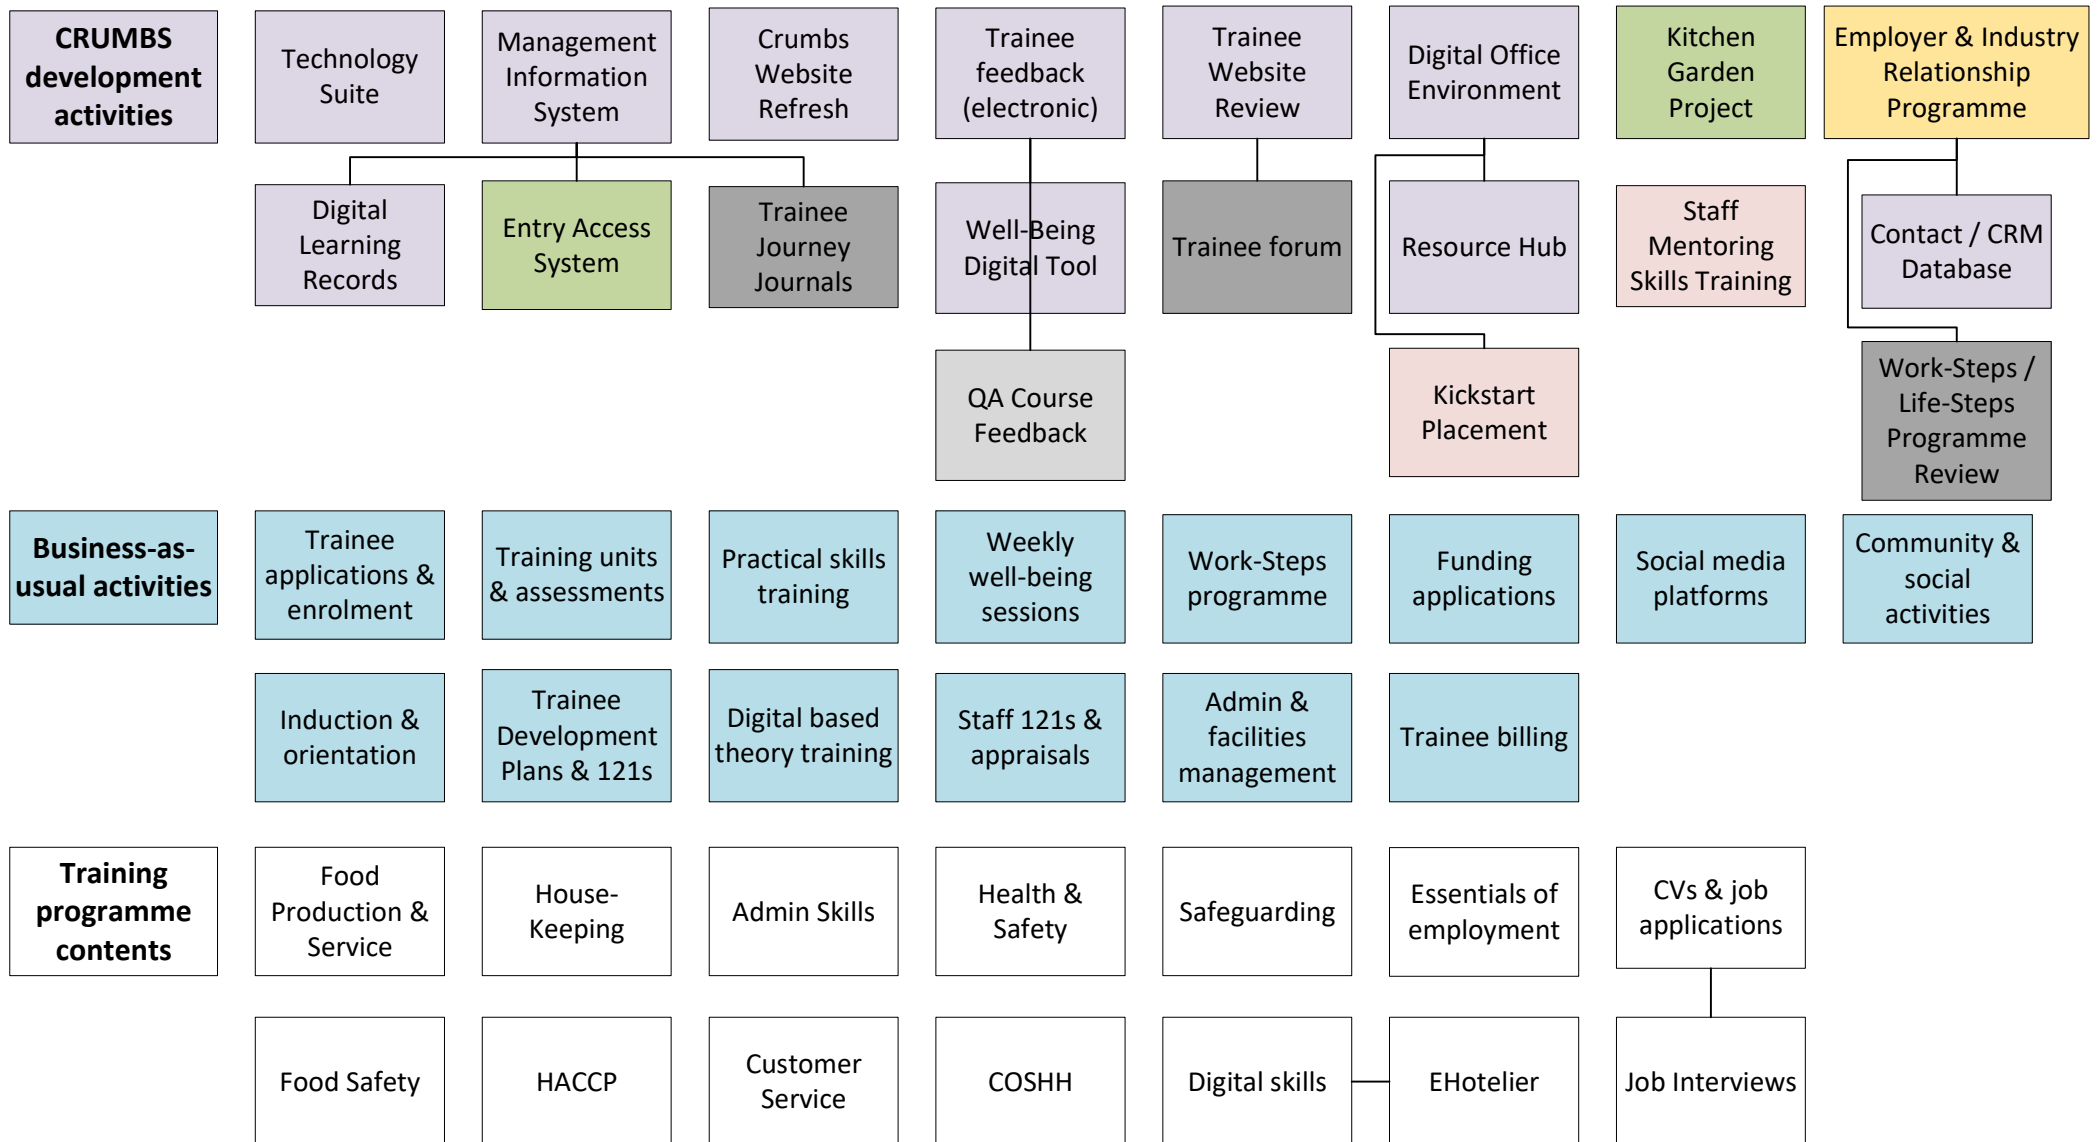 CRUMBS
development
activities
Technology
Suite
Management
Information
System
Crumbs
Website
Refresh
Trainee
feedback
(electronic)
Trainee
Website
Review
Digital Office
Environment
Kitchen
Garden
Project
Employer & Industry
Relationship
Programme
Digital
Learning
Records
Entry Access
System
Trainee
Journey
Journals
Well-Being
Digital Tool
Trainee forum
Resource Hub
Staff
Mentoring
Skills Training
Contact / CRM
Database
QA Course
Feedback
Kickstart
Placement
Work-Steps /
Life-Steps
Programme
Review
Business-as-
usual activities
Trainee
applications &
enrolment
Training units
& assessments
Practical skills
training
Weekly
well-being
sessions
Work-Steps
programme
Funding
applications
Social media
platforms
Community &
social
activities
Induction &
orientation
Trainee
Development
Plans & 121s
Digital based
theory training
Staff 121s &
appraisals
Admin &
facilities
management
Trainee billing
Training
programme
contents
Food
Production &
Service
House-
Keeping
Admin Skills
Health &
Safety
Safeguarding
Essentials of
employment
CVs & job
applications
Food Safety
HACCP
Customer
Service
COSHH
Digital skills
EHotelier
Job Interviews